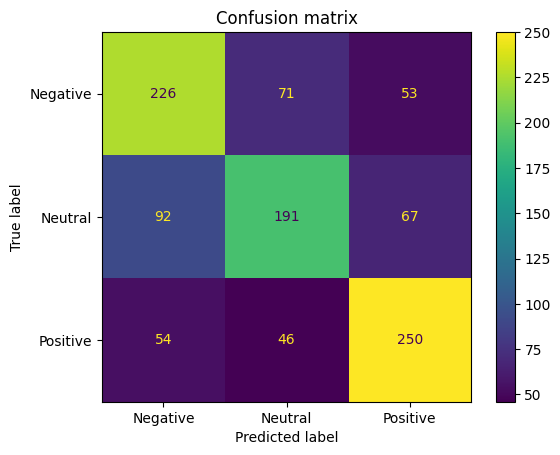 Confusion matrix
Negative 226 71 53
Neutral 92 191 67
Positive 54 46 250
Negative Neutral Positive
Predicted label
True label
250
225
200
175
150
125
100
75
50